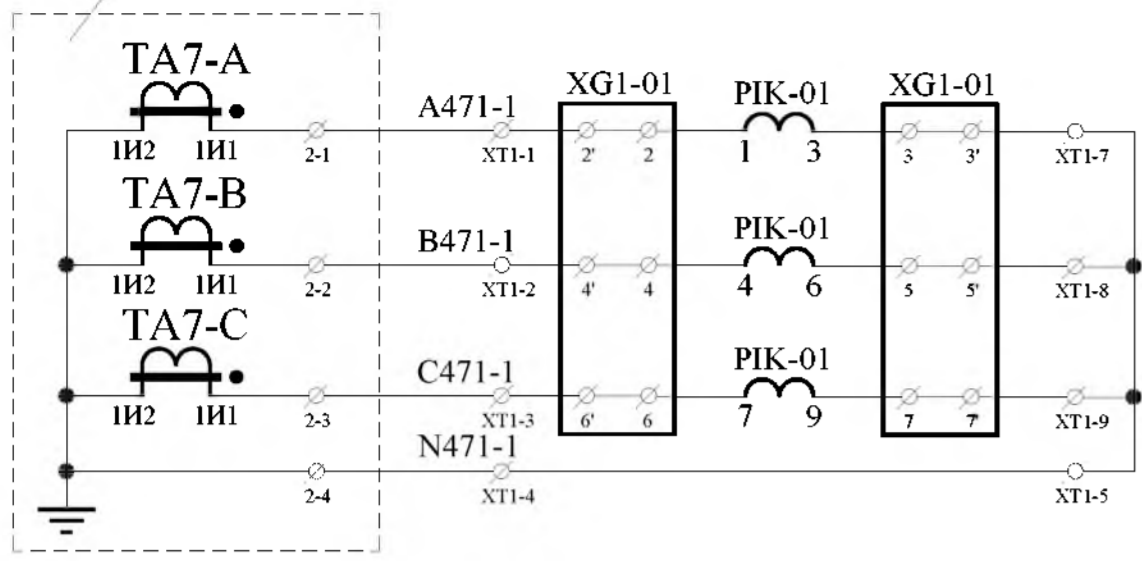 TA7-A
1И2 1И1 2-1
A471-1
XT1-1
XG1-01
2' 2
PIK-01
1 3
XG1-01
3 3'
XT1-7
TA7-B
1И2 1И1 2-2
B471-1
XT1-2
4' 4
PIK-01
4 6
5 5'
XT1-8
TA7-C
1И2 1И1 2-3
C471-1
XT1-3
6' 6
PIK-01
7 9
7 7'
XT1-9
2-4
N471-1
XT1-4
XT1-5